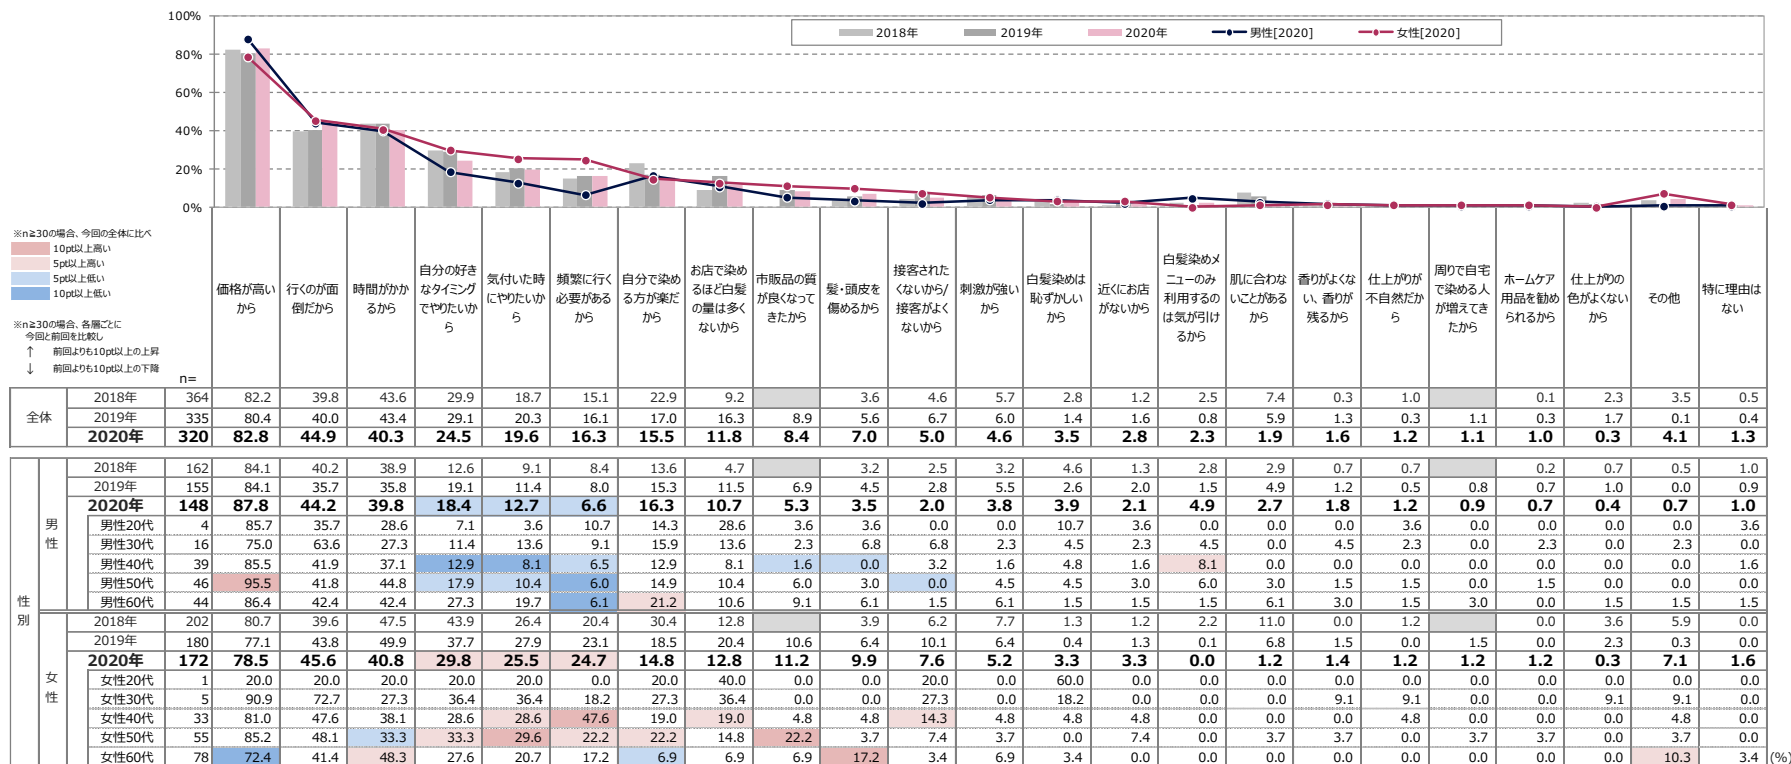 100%
80%
60%
40%
20%
0%
2018年 2019年 2020年 男性[2020] 女性[2020]
※n≧30の場合、今回の全体に比べ
10pt以上高い
5pt以上高い
5pt以上低い
10pt以上低い
※n≧30の場合、各層ごとに
今回と前回を比較し
↑ 前回よりも10pt以上の上昇
↓ 前回よりも10pt以上の下降
n=
価格が高い
から
行くのが面
倒だから
時間がかか
るから
自分の好き
なタイミング
でやりたいか
ら
気付いた時
にやりたいか
ら
頻繁に行く
必要がある
から
自分で染め
る方が楽だ
から
お店で染め
るほど白髪
の量は多く
ないから
市販品の質
が良くなって
きたから
髪・頭皮を
傷めるから
接客された
くないから/
接客がよく
ないから
刺激が強い
から
白髪染めは
恥ずかしい
から
近くにお店
がないから
白髪染めメ
ニューのみ
利用するの
は気が引け
るから
肌に合わな
いことがある
から
香りがよくな
い、香りが
残るから
仕上がりが
不自然だか
ら
周りで自宅
で染める人
が増えてき
たから
ホームケア
用品を勧め
られるから
仕上がりの
色がよくない
から
その他
特に理由は
ない
全体
2018年 364 82.2 39.8 43.6 29.9 18.7 15.1 22.9 9.2 3.6 4.6 5.7 2.8 1.2 2.5 7.4 0.3 1.0 0.1 2.3 3.5 0.5
2019年 335 80.4 40.0 43.4 29.1 20.3 16.1 17.0 16.3 8.9 5.6 6.7 6.0 1.4 1.6 0.8 5.9 1.3 0.3 1.1 0.3 1.7 0.1 0.4
2020年 320 82.8 44.9 40.3 24.5 19.6 16.3 15.5 11.8 8.4 7.0 5.0 4.6 3.5 2.8 2.3 1.9 1.6 1.2 1.1 1.0 0.3 4.1 1.3
性別
男性
2018年 162 84.1 40.2 38.9 12.6 9.1 8.4 13.6 4.7 3.2 2.5 3.2 4.6 1.3 2.8 2.9 0.7 0.7 0.2 0.7 0.5 1.0
2019年 155 84.1 35.7 35.8 19.1 11.4 8.0 15.3 11.5 6.9 4.5 2.8 5.5 2.6 2.0 1.5 4.9 1.2 0.5 0.8 0.7 1.0 0.0 0.9
2020年 148 87.8 44.2 39.8 18.4 12.7 6.6 16.3 10.7 5.3 3.5 2.0 3.8 3.9 2.1 4.9 2.7 1.8 1.2 0.9 0.7 0.4 0.7 1.0
男性20代 4 85.7 35.7 28.6 7.1 3.6 10.7 14.3 28.6 3.6 3.6 0.0 0.0 10.7 3.6 0.0 0.0 0.0 3.6 0.0 0.0 0.0 0.0 3.6
男性30代 16 75.0 63.6 27.3 11.4 13.6 9.1 15.9 13.6 2.3 6.8 6.8 2.3 4.5 2.3 4.5 0.0 4.5 2.3 0.0 2.3 0.0 2.3 0.0
男性40代 39 85.5 41.9 37.1 12.9 8.1 6.5 12.9 8.1 1.6 0.0 3.2 1.6 4.8 1.6 8.1 0.0 0.0 0.0 0.0 0.0 0.0 0.0 1.6
男性50代 46 95.5 41.8 44.8 17.9 10.4 6.0 14.9 10.4 6.0 3.0 0.0 4.5 4.5 3.0 6.0 3.0 1.5 1.5 0.0 1.5 0.0 0.0 0.0
男性60代 44 86.4 42.4 42.4 27.3 19.7 6.1 21.2 10.6 9.1 6.1 1.5 6.1 1.5 1.5 1.5 6.1 3.0 1.5 3.0 0.0 1.5 1.5 1.5
女性
2018年 202 80.7 39.6 47.5 43.9 26.4 20.4 30.4 12.8 3.9 6.2 7.7 1.3 1.2 2.2 11.0 0.0 1.2 0.0 3.6 5.9 0.0
2019年 180 77.1 43.8 49.9 37.7 27.9 23.1 18.5 20.4 10.6 6.4 10.1 6.4 0.4 1.3 0.1 6.8 1.5 0.0 1.5 0.0 2.3 0.3 0.0
2020年 172 78.5 45.6 40.8 29.8 25.5 24.7 14.8 12.8 11.2 9.9 7.6 5.2 3.3 3.3 0.0 1.2 1.4 1.2 1.2 1.2 0.3 7.1 1.6
女性20代 1 20.0 20.0 20.0 20.0 20.0 0.0 20.0 40.0 0.0 0.0 20.0 0.0 60.0 0.0 0.0 0.0 0.0 0.0 0.0 0.0 0.0 0.0 0.0
女性30代 5 90.9 72.7 27.3 36.4 36.4 18.2 27.3 36.4 0.0 0.0 27.3 0.0 18.2 0.0 0.0 0.0 9.1 9.1 0.0 0.0 9.1 9.1 0.0
女性40代 33 81.0 47.6 38.1 28.6 28.6 47.6 19.0 19.0 4.8 4.8 14.3 4.8 4.8 4.8 0.0 0.0 0.0 4.8 0.0 0.0 0.0 4.8 0.0
女性50代 55 85.2 48.1 33.3 33.3 29.6 22.2 22.2 14.8 22.2 3.7 7.4 3.7 0.0 7.4 0.0 3.7 3.7 0.0 3.7 3.7 0.0 3.7 0.0
女性60代 78 72.4 41.4 48.3 27.6 20.7 17.2 6.9 6.9 6.9 17.2 3.4 6.9 3.4 0.0 0.0 0.0 0.0 0.0 0.0 0.0 0.0 10.3 3.4 (%)